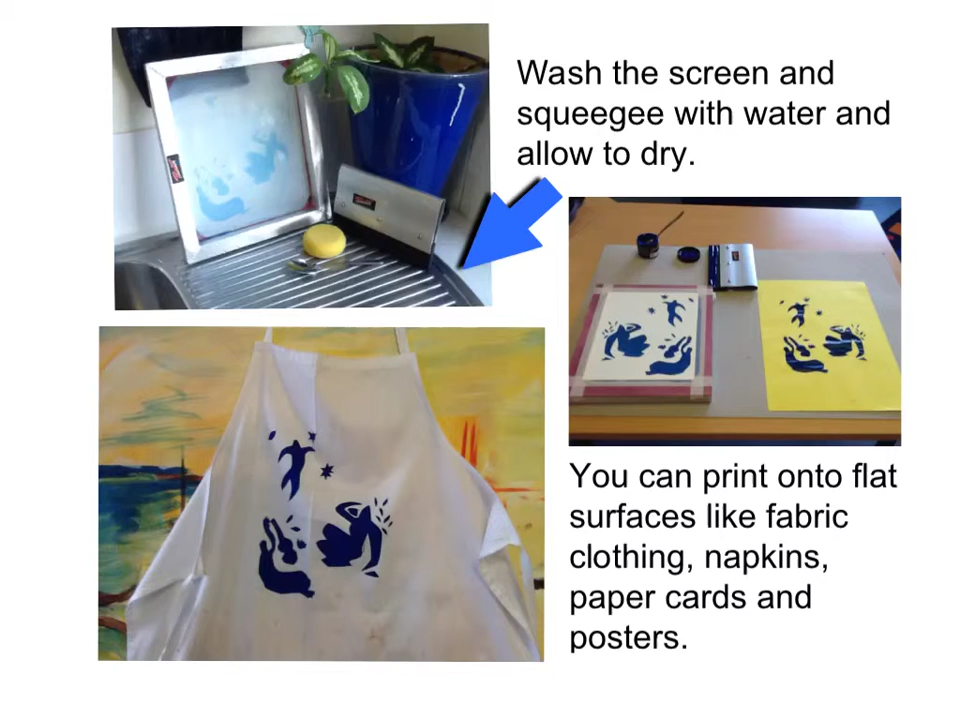 Wash the screen and
squeegee with water and
allow to dry.
You can print onto flat
surfaces like fabric
clothing, napkins,
paper cards and
posters.